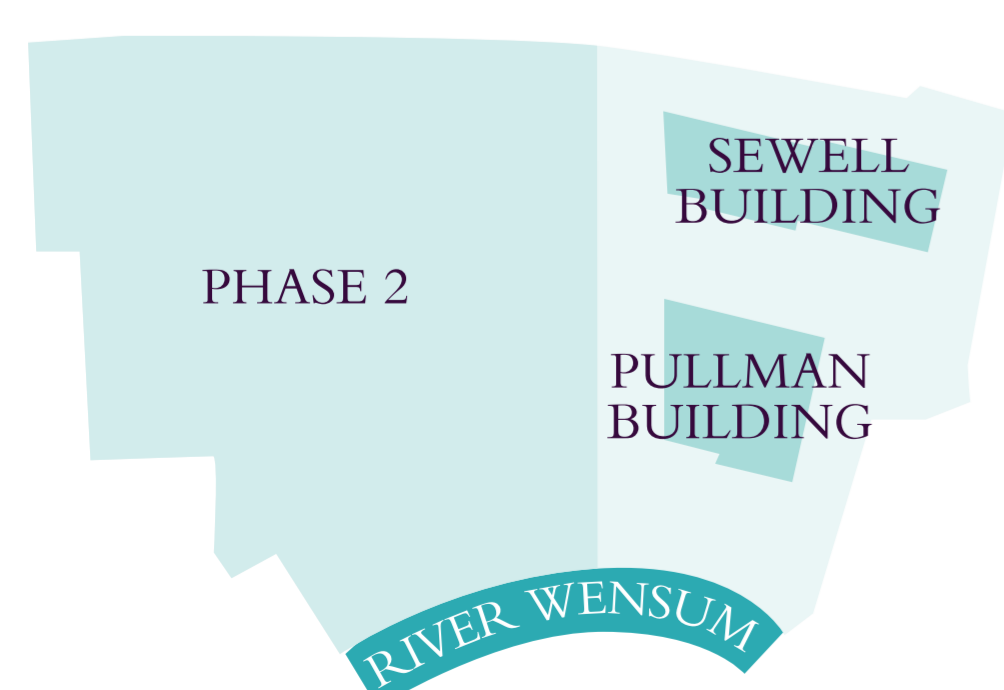 SEWELL
BUILDING
PHASE 2
PULLMAN
BUILDING
RIVER WENSUM